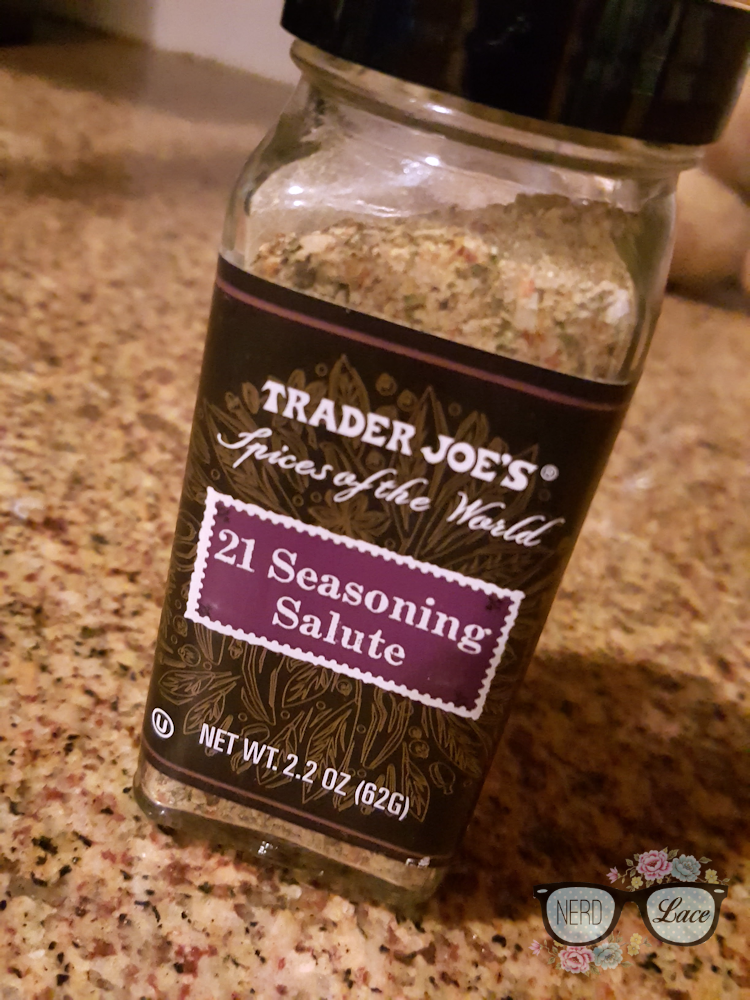 TRADER JOE'S®
Spices of the World
21 Seasoning
Salute
U
NET WT. 2.2 OZ (62G)
NERD Lace